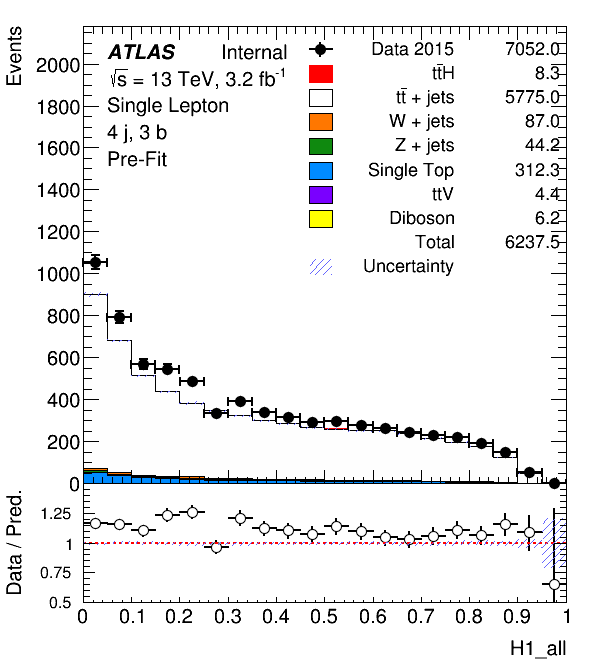 Events
ATLAS Internal
√s = 13 TeV, 3.2 fb⁻¹
Single Lepton
4 j, 3 b
Pre-Fit
Data 2015 7052.0
tt̄H 8.3
tt̄ + jets 5775.0
W + jets 87.0
Z + jets 44.2
Single Top 312.3
ttV 4.4
Diboson 6.2
Total 6237.5
Uncertainty
2000
1800
1600
1400
1200
1000
800
600
400
200
0
Data / Pred.
1.25
1
0.75
0.5
0 0.1 0.2 0.3 0.4 0.5 0.6 0.7 0.8 0.9 1
H1_all